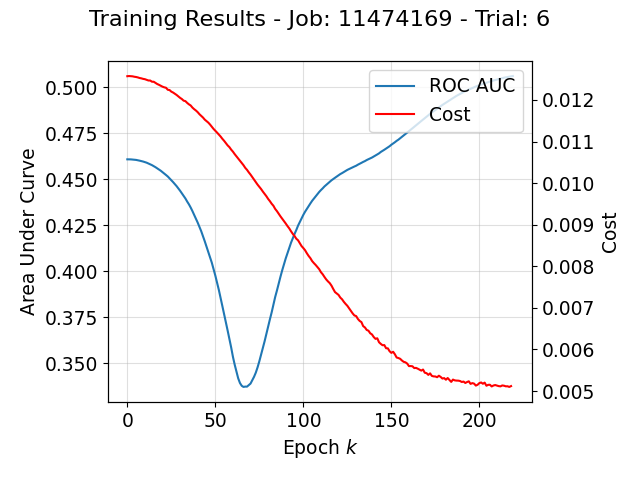 Training Results - Job: 11474169 - Trial: 6
ROC AUC
Cost
Area Under Curve
0.500
0.475
0.450
0.425
0.400
0.375
0.350
0.012
0.011
0.010
0.009
0.008
0.007
0.006
0.005
Cost
0 50 100 150 200
Epoch k